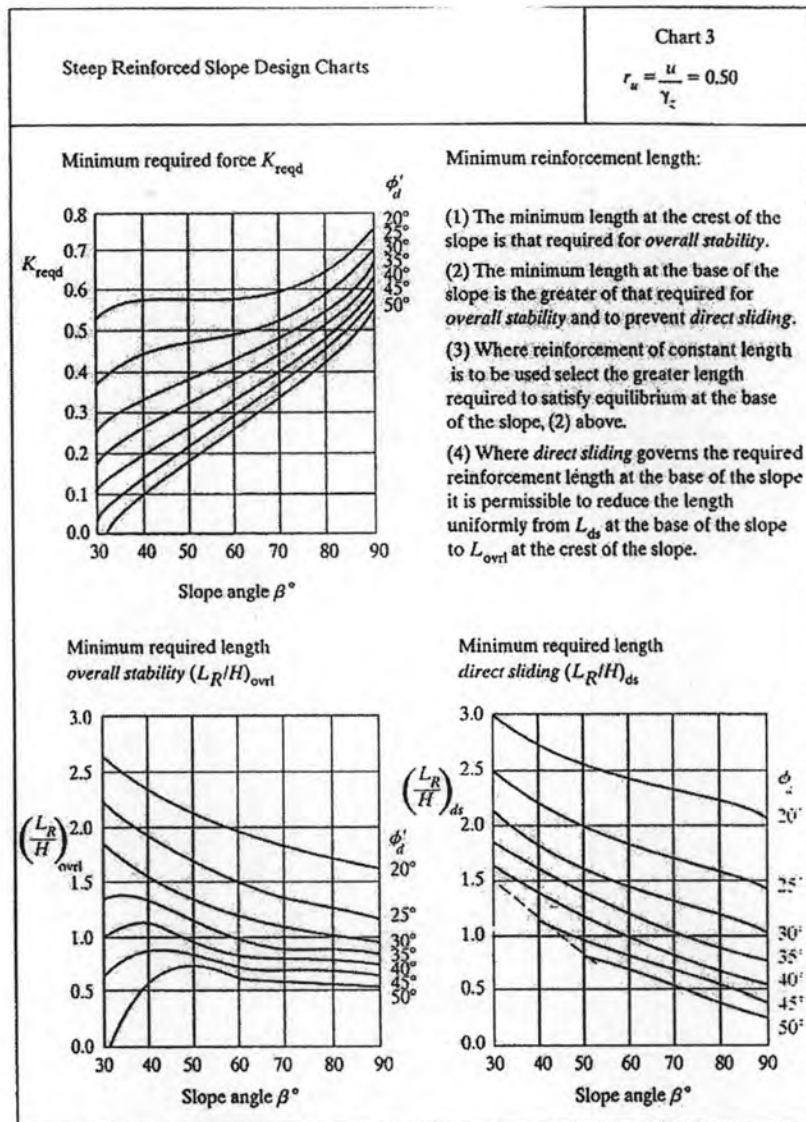 Steep Reinforced Slope Design Charts
Chart 3
r_u = u / γ_z = 0.50
Minimum required force K_reqd
ϕ'_d
20°
25°
30°
35°
40°
45°
50°
K_reqd
0.8
0.7
0.6
0.5
0.4
0.3
0.2
0.1
0.0
30 40 50 60 70 80 90
Slope angle β°
Minimum reinforcement length:
(1) The minimum length at the crest of the
slope is that required for overall stability.
(2) The minimum length at the base of the
slope is the greater of that required for
overall stability and to prevent direct sliding.
(3) Where reinforcement of constant length
is to be used select the greater length
required to satisfy equilibrium at the base
of the slope, (2) above.
(4) Where direct sliding governs the required
reinforcement length at the base of the slope
it is permissible to reduce the length
uniformly from L_ds at the base of the slope
to L_ovrl at the crest of the slope.
Minimum required length
overall stability (L_R/H)_ovrl
(L_R/H)_ovrl
3.0
2.5
2.0
1.5
1.0
0.5
0.0
30 40 50 60 70 80 90
Slope angle β°
ϕ'_d
20°
25°
30°
35°
40°
45°
50°
Minimum required length
direct sliding (L_R/H)_ds
(L_R/H)_ds
3.0
2.5
2.0
1.5
1.0
0.5
0.0
30 40 50 60 70 80 90
Slope angle β°
ϕ
20°
25°
30°
35°
40°
45°
50°